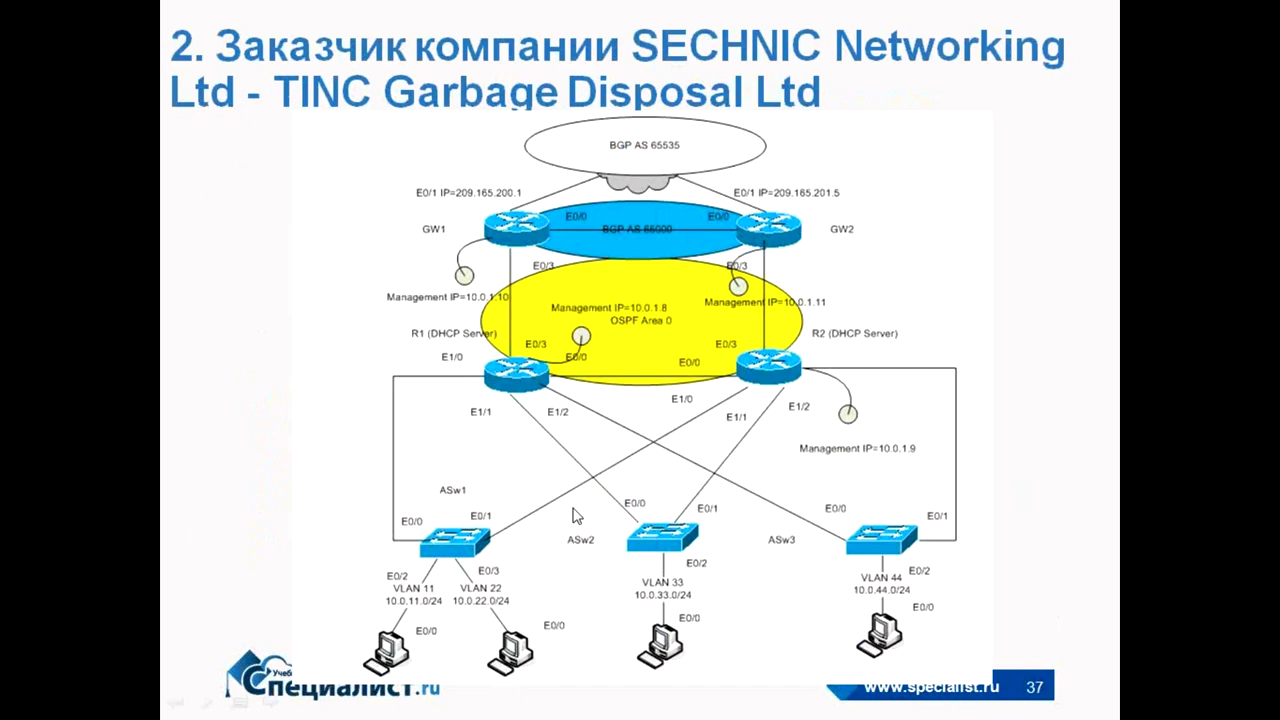 2. Заказчик компании SECHNIC Networking
Ltd - TINC Garbage Disposal Ltd
BGP AS 65535
E0/1 IP=209.165.200.1
E0/1 IP=209.165.201.5
E0/0
E0/0
GW1
BGP AS 66000
GW2
E0/3
E0/3
Management IP=10.0.1.10
Management IP=10.0.1.8
Management IP=10.0.1.11
OSPF Area 0
R1 (DHCP Server)
R2 (DHCP Server)
E0/3
E0/3
E1/0
E0/0
E0/0
E1/0
E1/1
E1/2
E1/1
E1/2
Management IP=10.0.1.9
ASw1
E0/0
E0/1
E0/0
E0/1
E0/0
E0/1
ASw2
ASw3
E0/2
E0/3
E0/2
E0/2
VLAN 11
VLAN 22
VLAN 33
VLAN 44
10.0.11.0/24
10.0.22.0/24
10.0.33.0/24
10.0.44.0/24
E0/0
E0/0
E0/0
E0/0
Специалист.ru
www.specialist.ru
37